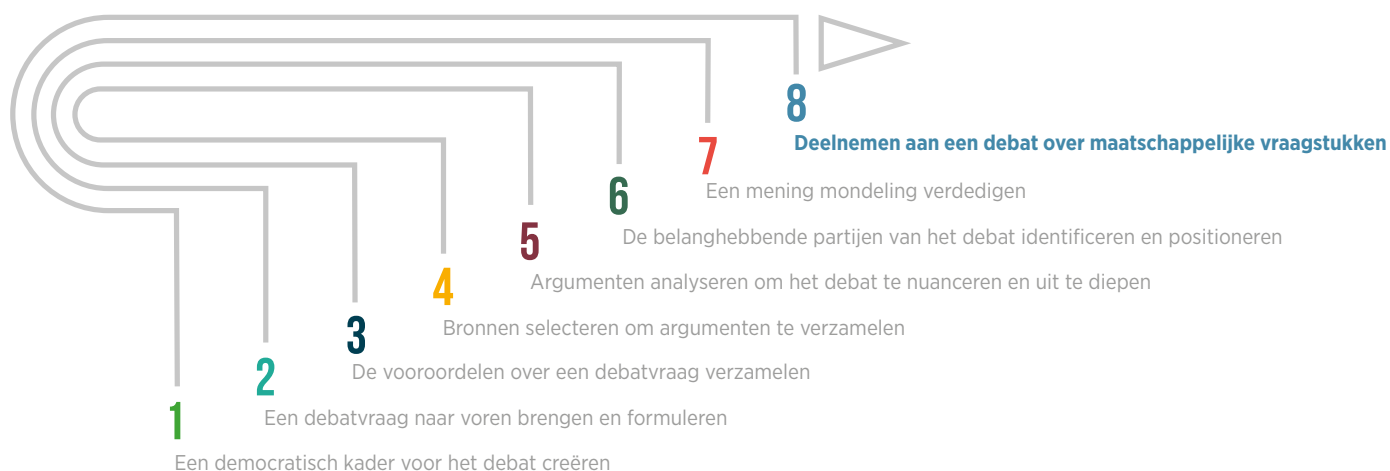 8
Deelnemen aan een debat over maatschappelijke vraagstukken
7
Een mening mondeling verdedigen
6
De belanghebbende partijen van het debat identificeren en positioneren
5
Argumenten analyseren om het debat te nuanceren en uit te diepen
4
Bronnen selecteren om argumenten te verzamelen
3
De vooroordelen over een debatvraag verzamelen
2
Een debatvraag naar voren brengen en formuleren
1
Een democratisch kader voor het debat creëren